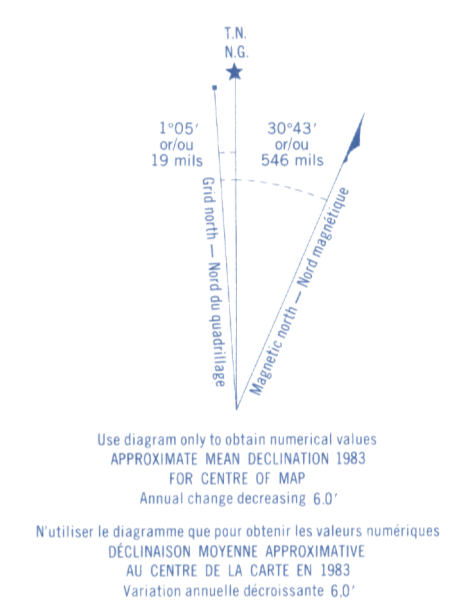 T.N.
N.G.
1°05'
or/ou
19 mils
30°43'
or/ou
546 mils
Grid north — Nord du quadrillage
Magnetic north — Nord magnétique
Use diagram only to obtain numerical values
APPROXIMATE MEAN DECLINATION 1983
FOR CENTRE OF MAP
Annual change decreasing 6.0'
N'utiliser le diagramme que pour obtenir les valeurs numériques
DÉCLINAISON MOYENNE APPROXIMATIVE
AU CENTRE DE LA CARTE EN 1983
Variation annuelle décroissante 6,0'